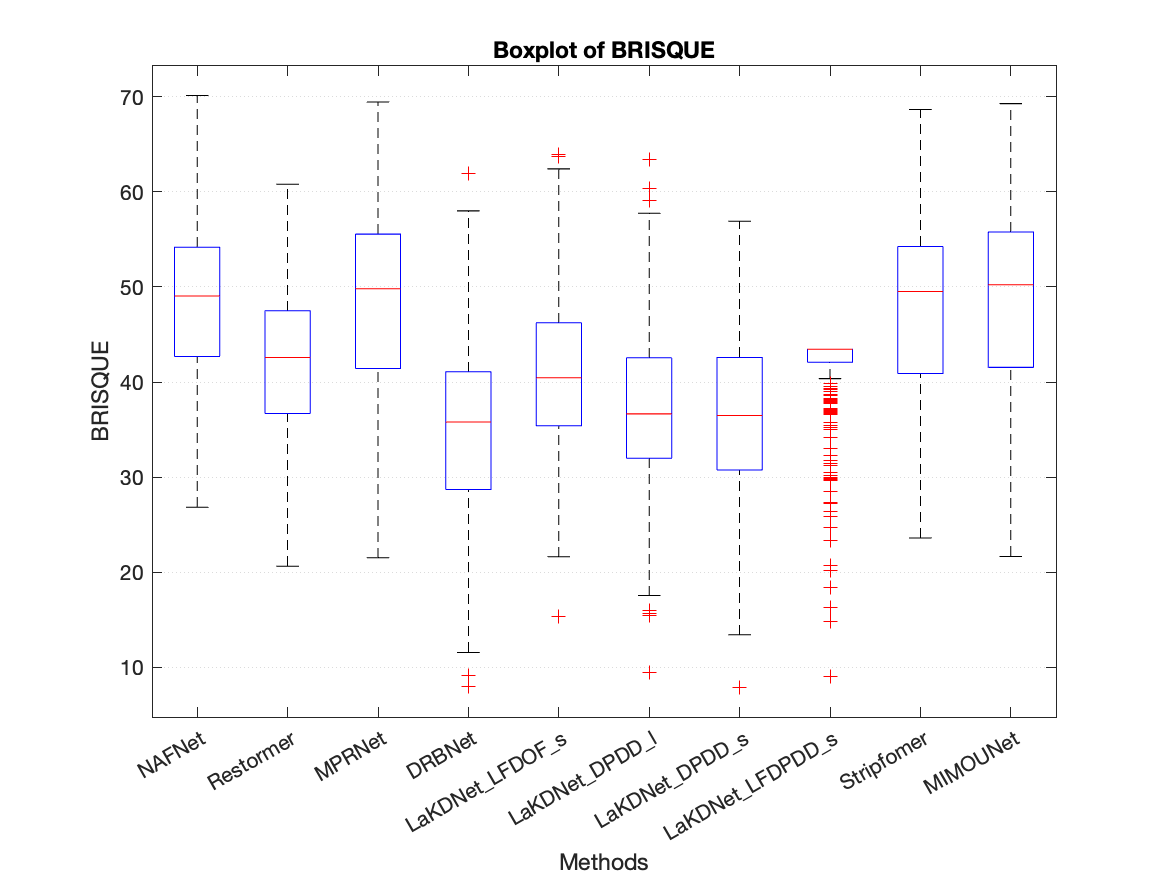 Boxplot of BRISQUE
70
60
50
40
30
20
10
BRISQUE
NAFNet
Restormer
MPRNet
DRBNet
LaKDNet_LFDOF_s
LaKDNet_DPDD_l
LaKDNet_DPDD_s
LaKDNet_LFDPDD_s
Stripfomer
MIMOUNet
Methods